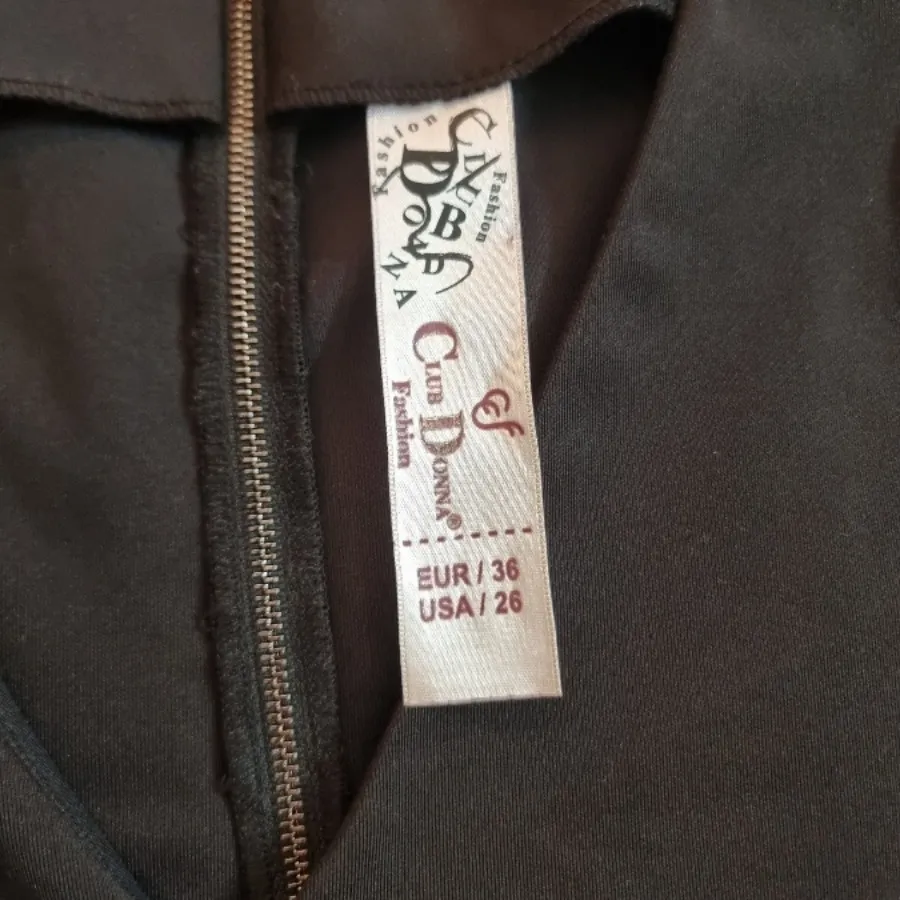 Fashion
CLUB
Fashion
DONNA
CLUB DONNA®
Fashion
EUR / 36
USA / 26